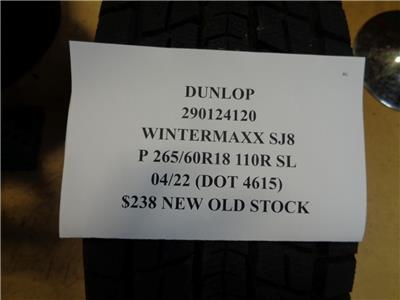 DUNLOP
290124120
WINTERMAXX SJ8
P 265/60R18 110R SL
04/22 (DOT 4615)
$238 NEW OLD STOCK